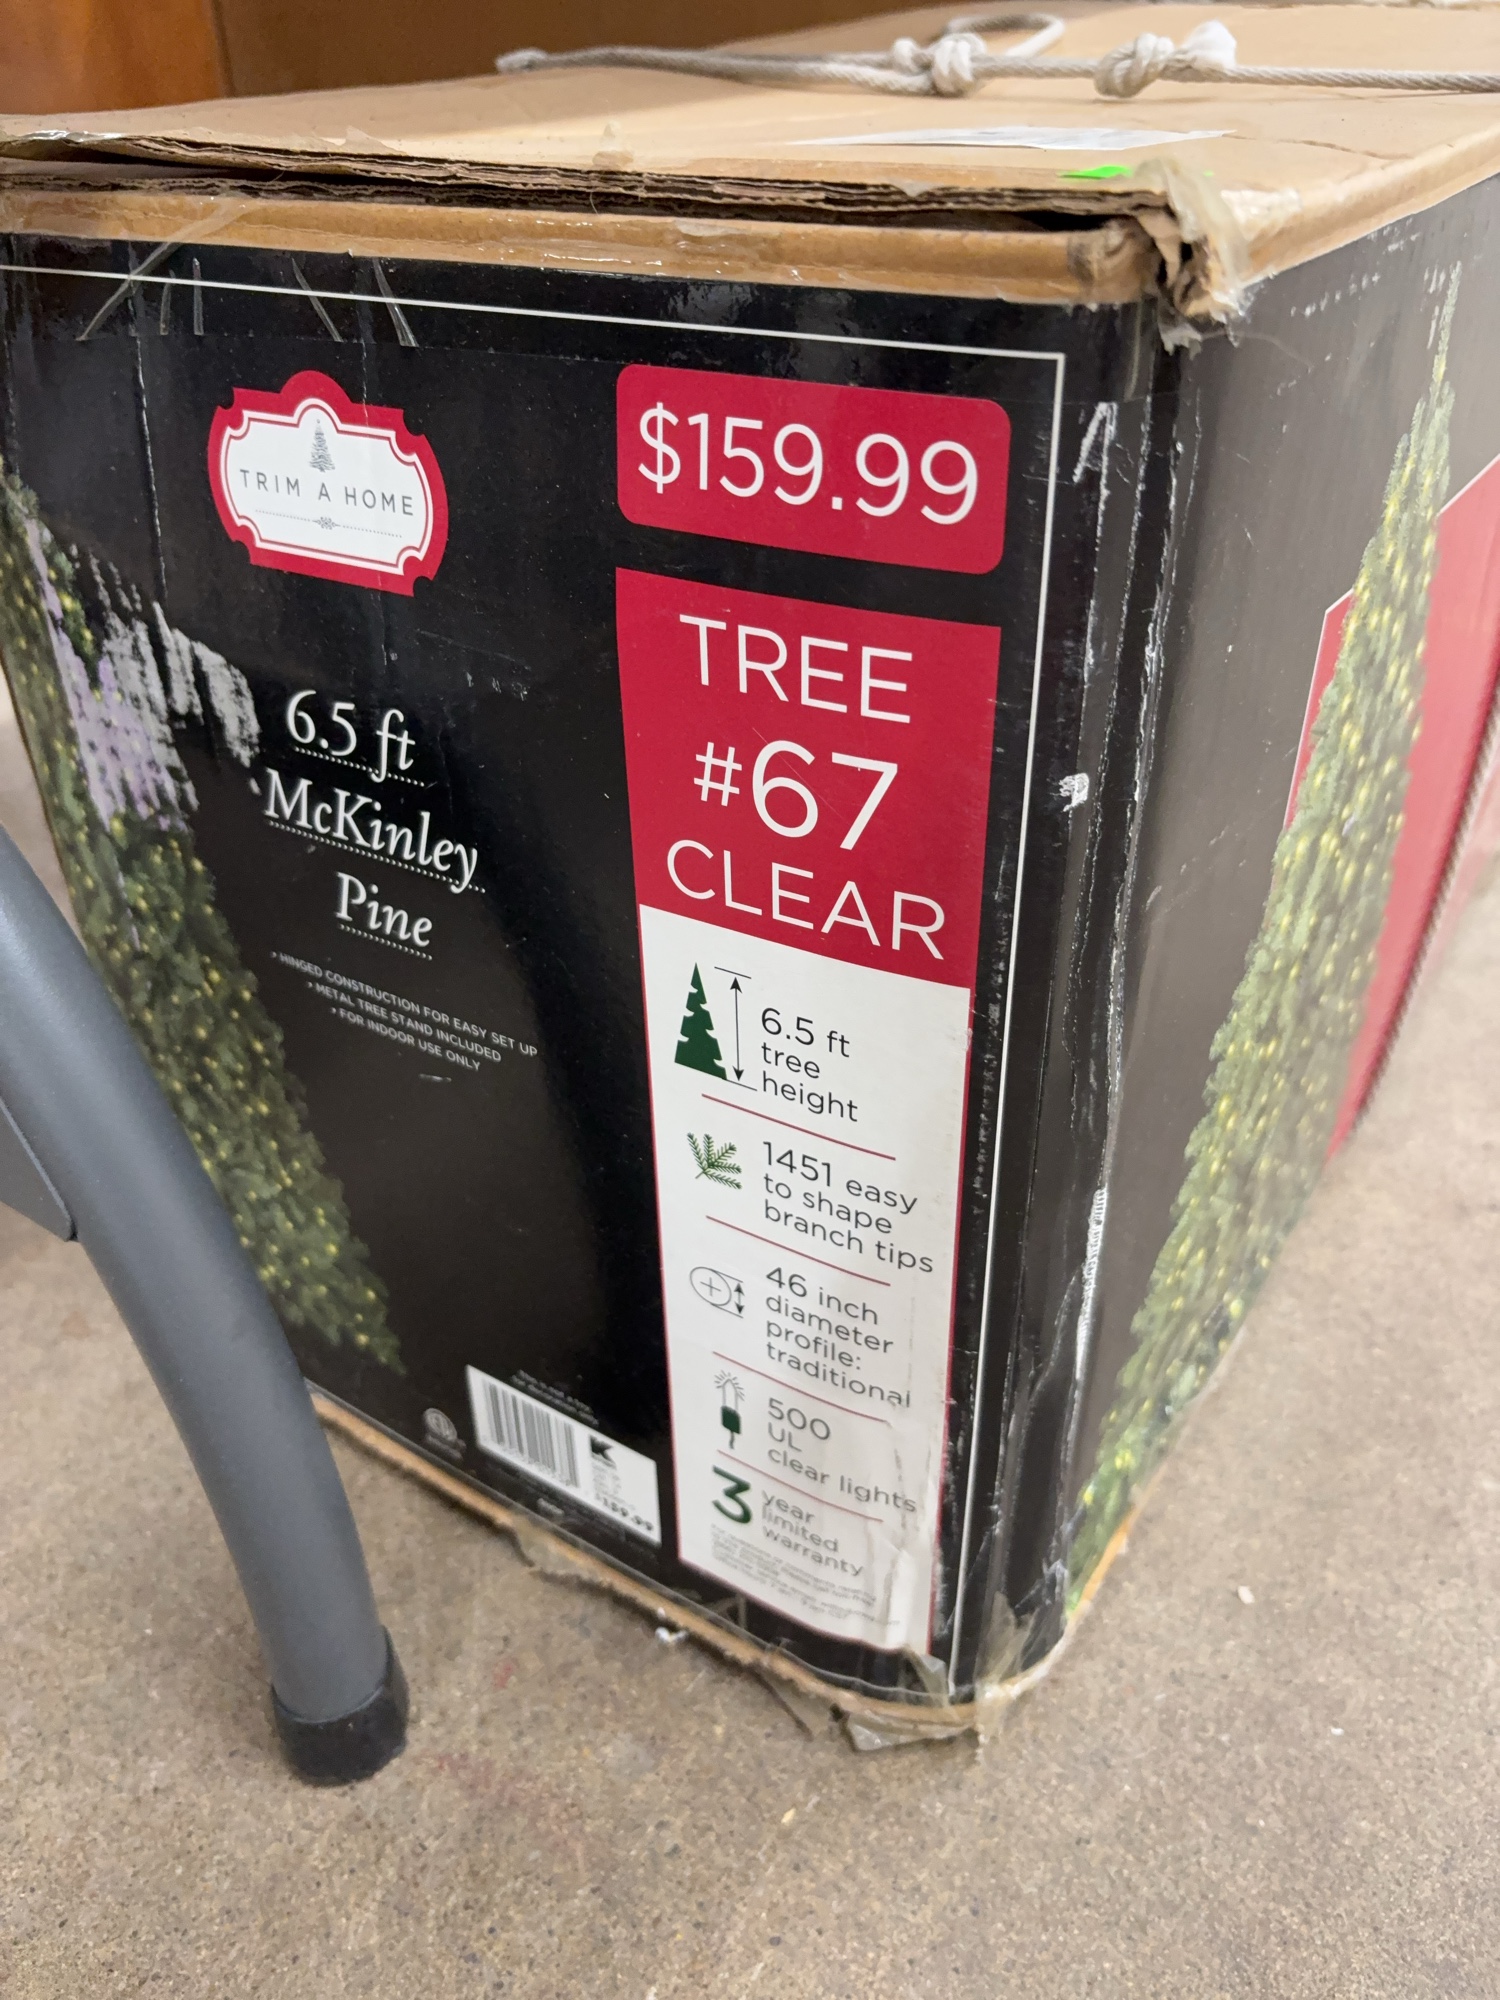 TRIM A HOME
$159.99
TREE
#67
CLEAR
6.5 ft
McKinley
Pine
• HINGED CONSTRUCTION FOR EASY SET UP
• METAL TREE STAND INCLUDED
• FOR INDOOR USE ONLY
6.5 ft
tree
height
1451 easy
to shape
branch tips
46 inch
diameter
profile:
traditional
500
UL
clear lights
3 year
limited
warranty
K
159.99